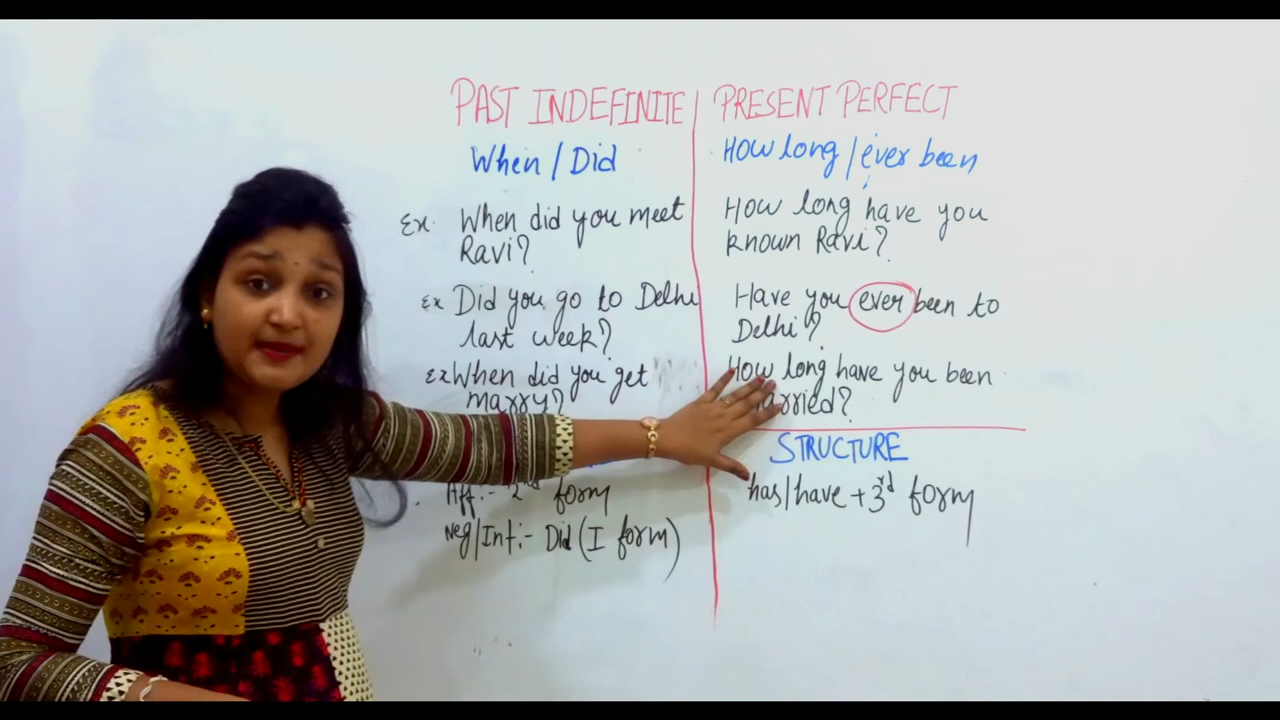 PAST INDEFINITE
When / Did
Ex. When did you meet
Ravi?
Ex Did you go to Delhi
last week?
Ex When did you get
marry?
Aff:- 2nd form
Neg/Int:- Did (I form)
PRESENT PERFECT
How long / ever been
How long have you
known Ravi?
Have you ever been to
Delhi?
How long have you been
married?
STRUCTURE
has/have + 3rd form